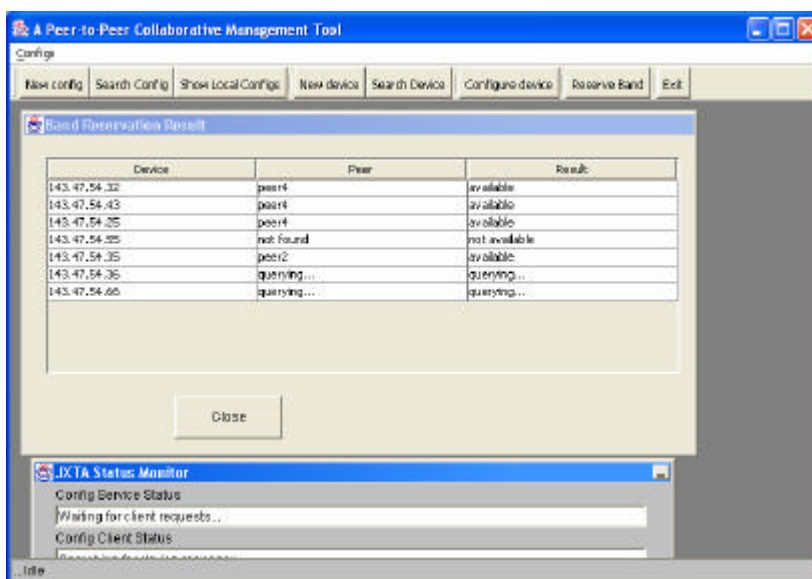 A Peer-to-Peer Collaborative Management Tool
Configs
New config Search Config Show Local Configs New device Search Device Configure device Reserve Band Exit
Band Reservation Result
Device Peer Result
143.47.54.32 peer4 available
143.47.54.43 peer4 available
143.47.54.25 peer4 available
143.47.54.55 not found not available
143.47.54.35 peer2 available
143.47.54.36 querying... querying...
143.47.54.66 querying... querying...
Close
JXTA Status Monitor
Config Service Status
Waiting for client requests...
Config Client Status
...Idle